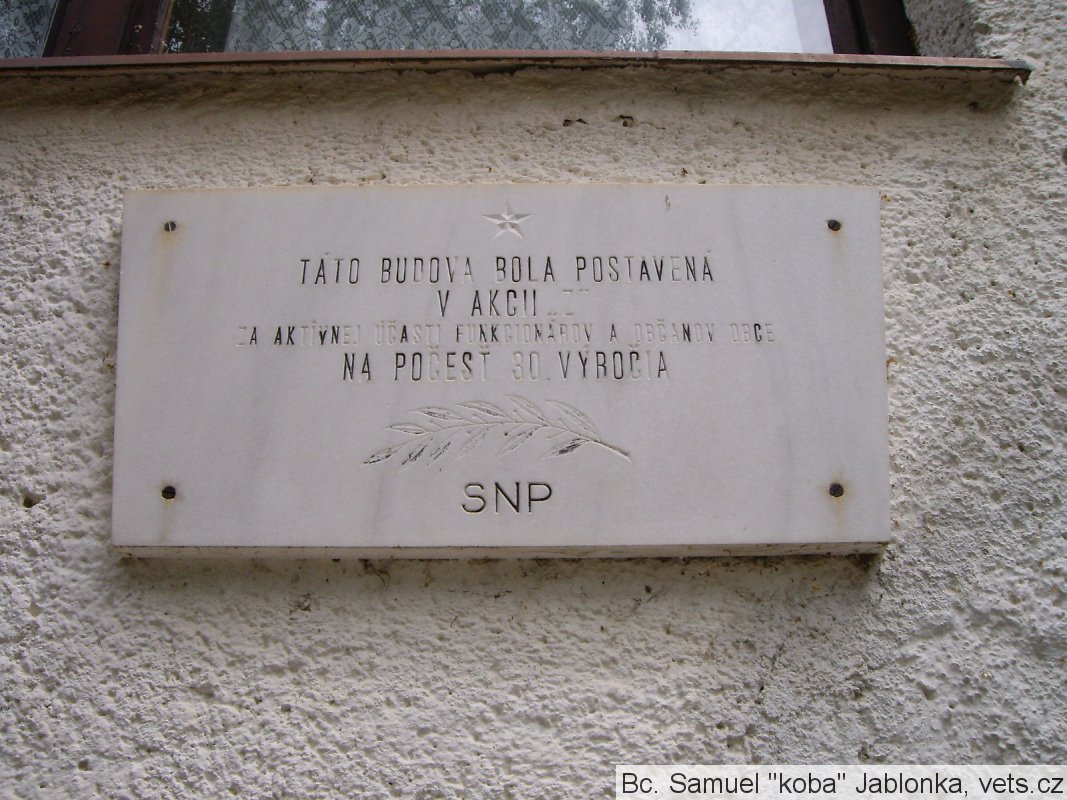 TÁTO BUDOVA BOLA POSTAVENÁ
V AKCII „Z"
ZA AKTÍVNEJ ÚČASTI FUNKCIONÁROV A OBČANOV OBCE
NA POČESŤ 30. VÝROČIA
SNP
Bc. Samuel "koba" Jablonka, vets.cz